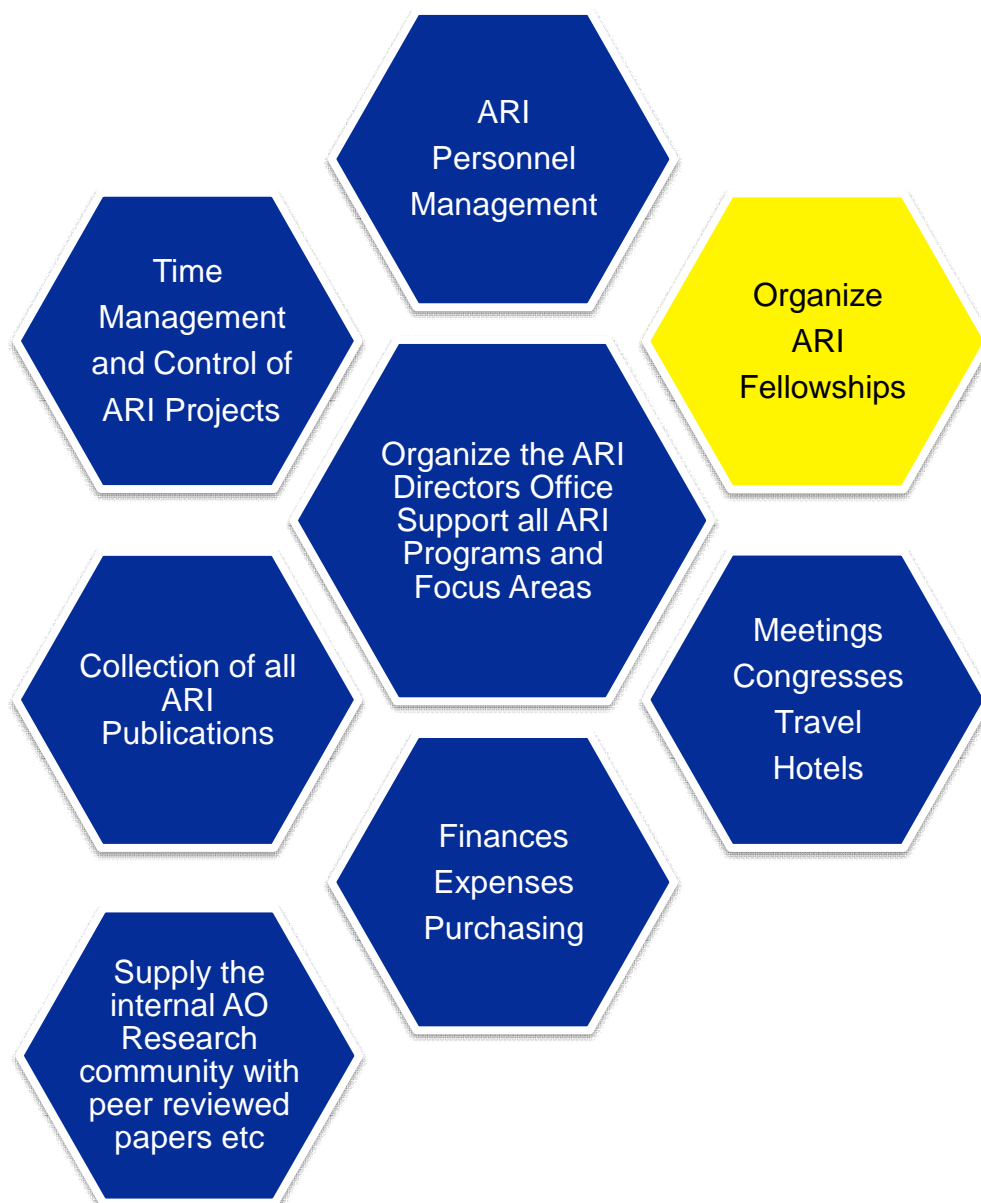 ARI
Personnel
Management
Time
Management
and Control of
ARI Projects
Organize
ARI
Fellowships
Organize the ARI
Directors Office
Support all ARI
Programs and
Focus Areas
Collection of all
ARI
Publications
Meetings
Congresses
Travel
Hotels
Finances
Expenses
Purchasing
Supply the
internal AO
Research
community with
peer reviewed
papers etc